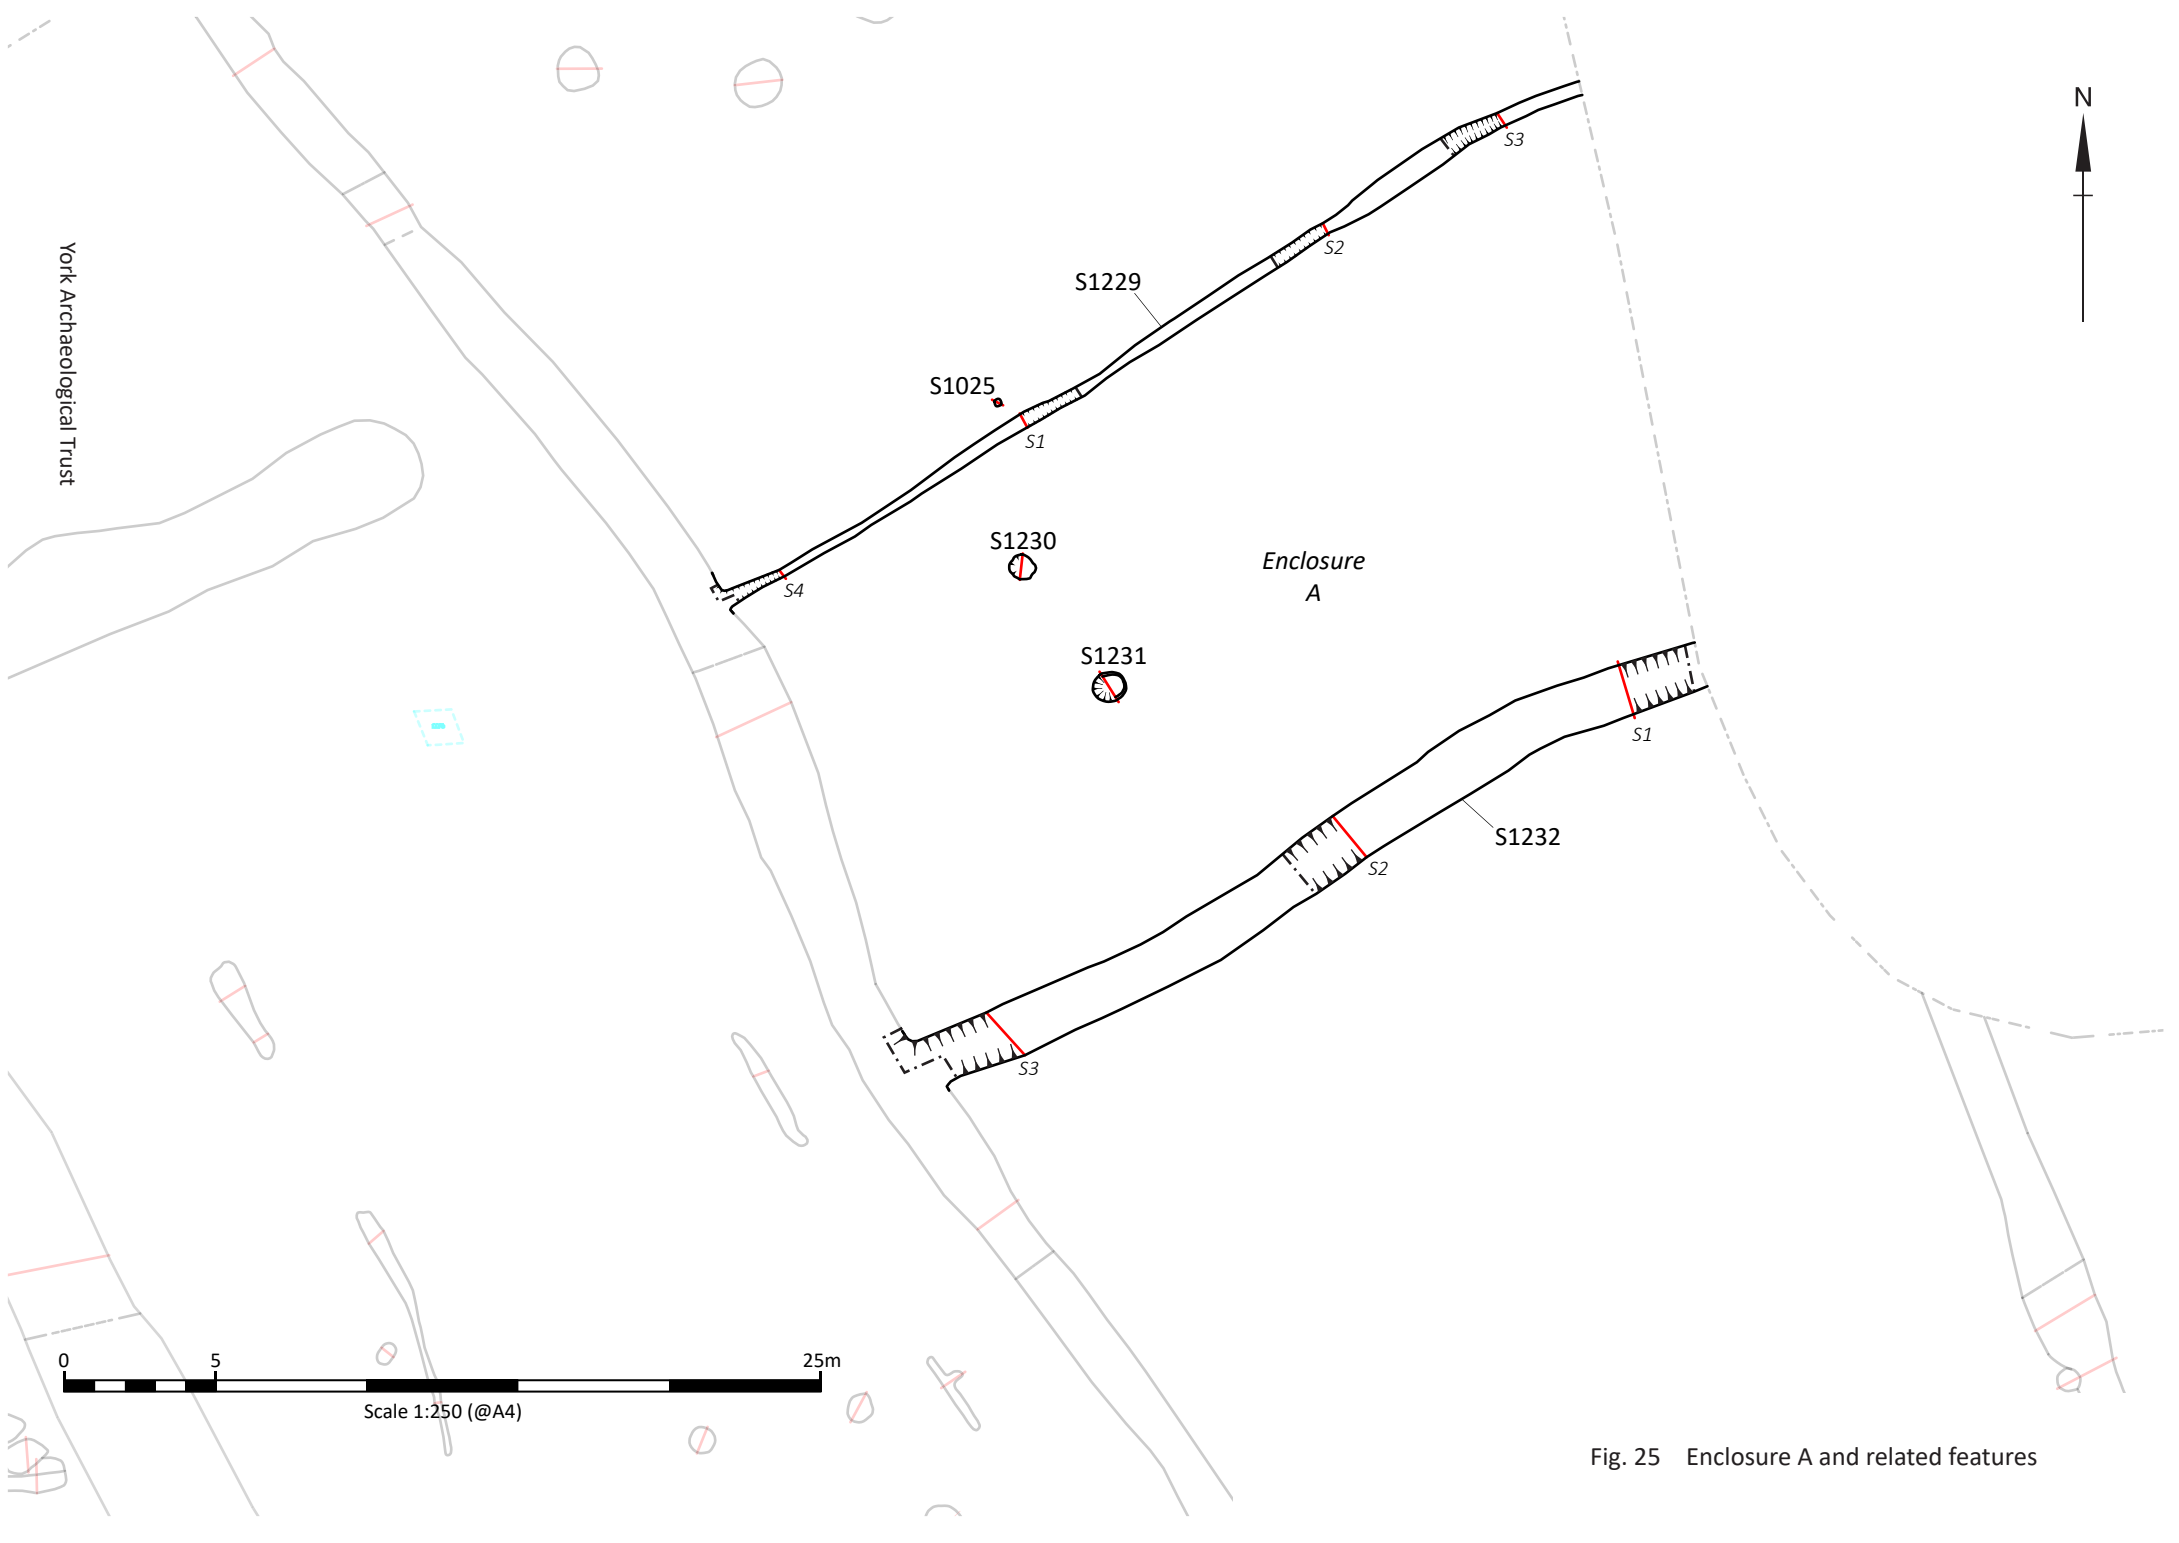 N
S3
S2
York Archaeological Trust
S1229
S1025
S1
S1230
Enclosure
A
S4
S1231
S1
S1232
S2
S3
0 5 25m
Scale 1:250 (@A4)
Fig. 25 Enclosure A and related features